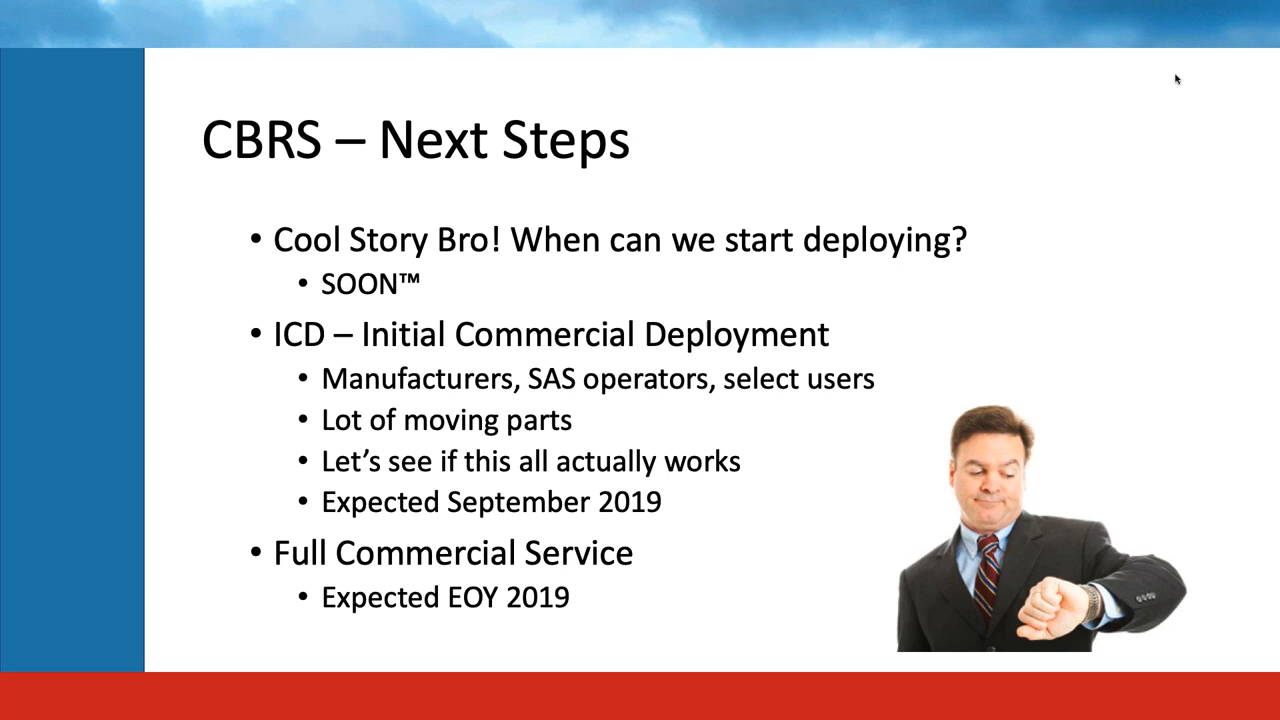 CBRS – Next Steps
• Cool Story Bro! When can we start deploying?
• SOON™
• ICD – Initial Commercial Deployment
• Manufacturers, SAS operators, select users
• Lot of moving parts
• Let’s see if this all actually works
• Expected September 2019
• Full Commercial Service
• Expected EOY 2019